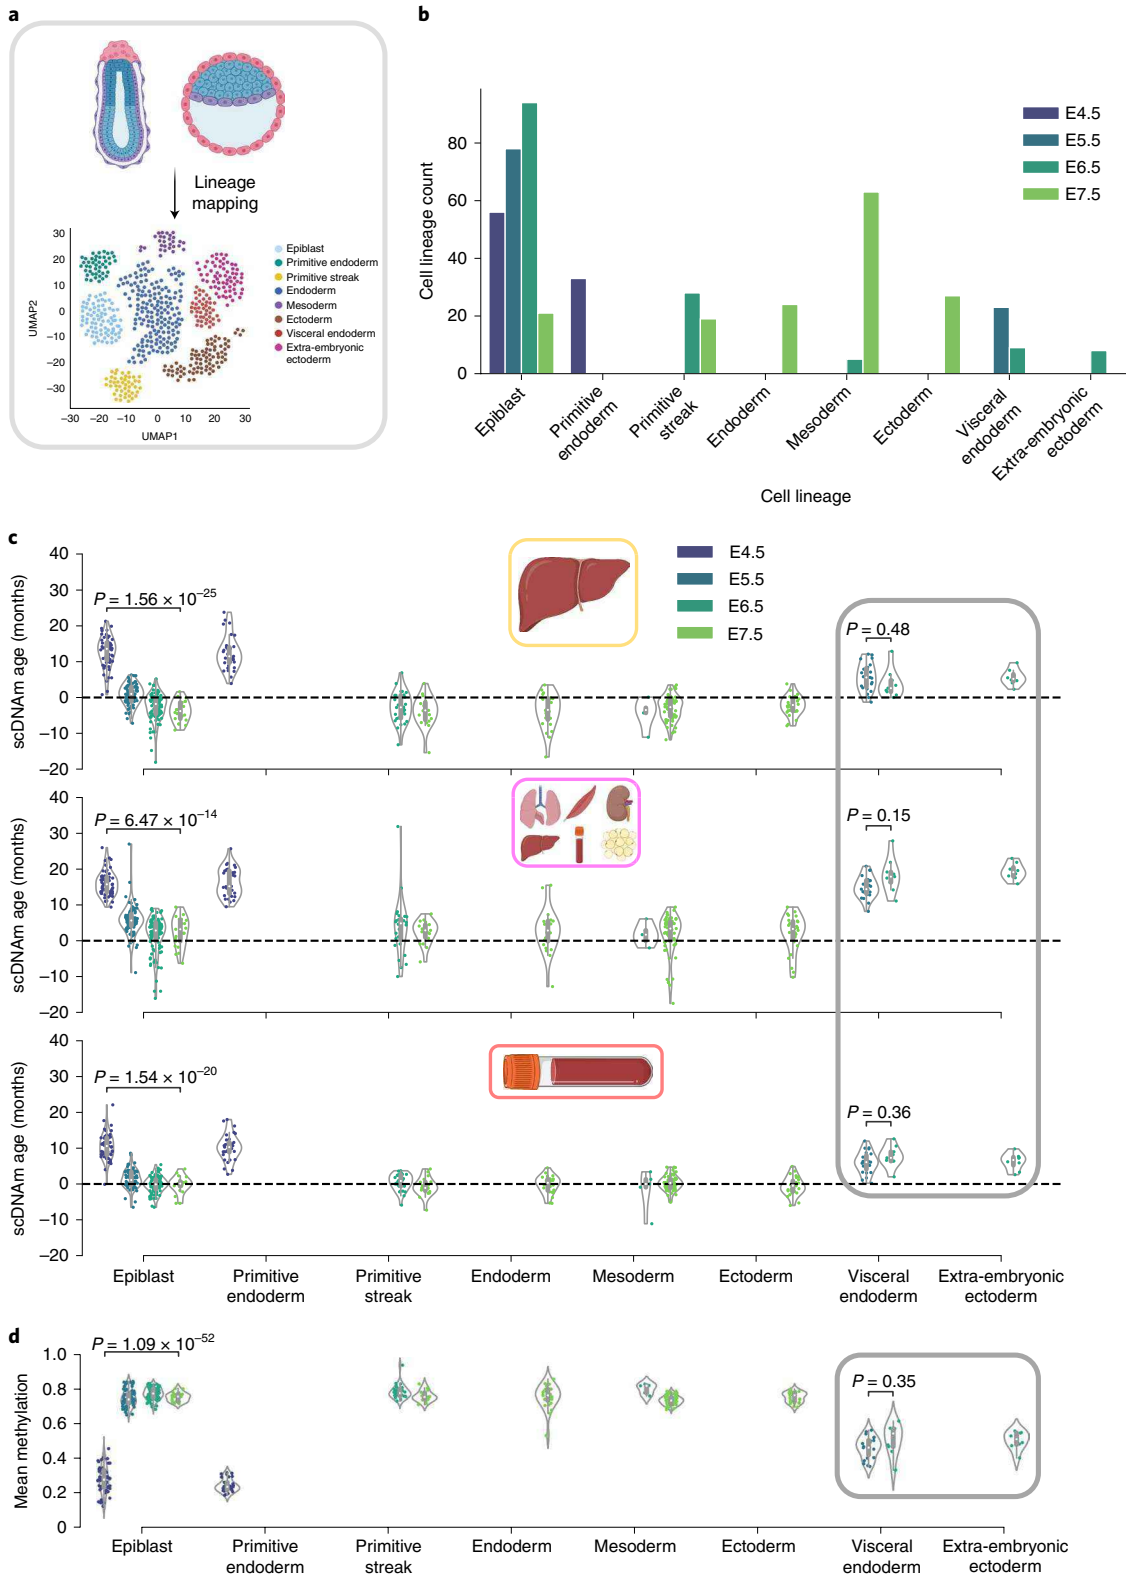 a
Lineage
mapping
30
20
10
0
−10
−20
−30
UMAP2
−30
−20
−10
0
10
20
30
UMAP1
Epiblast
Primitive endoderm
Primitive streak
Endoderm
Mesoderm
Ectoderm
Visceral endoderm
Extra-embryonic
ectoderm
b
Cell lineage count
80
60
40
20
0
E4.5
E5.5
E6.5
E7.5
Epiblast
Primitive
endoderm
Primitive
streak
Endoderm
Mesoderm
Ectoderm
Visceral
endoderm
Extra-embryonic
ectoderm
Cell lineage
c
scDNAm age (months)
40
30
20
10
0
−10
−20
P = 1.56 × 10−25
E4.5
E5.5
E6.5
E7.5
P = 0.48
scDNAm age (months)
40
30
20
10
0
−10
−20
P = 6.47 × 10−14
P = 0.15
scDNAm age (months)
40
30
20
10
0
−10
−20
P = 1.54 × 10−20
P = 0.36
Epiblast
Primitive
endoderm
Primitive
streak
Endoderm
Mesoderm
Ectoderm
Visceral
endoderm
Extra-embryonic
ectoderm
d
Mean methylation
1.0
0.8
0.6
0.4
0.2
0
P = 1.09 × 10−52
P = 0.35
Epiblast
Primitive
endoderm
Primitive
streak
Endoderm
Mesoderm
Ectoderm
Visceral
endoderm
Extra-embryonic
ectoderm